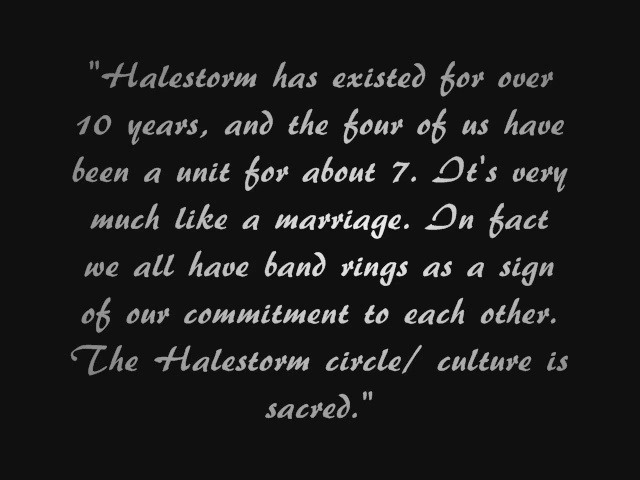 "Halestorm has existed for over
10 years, and the four of us have
been a unit for about 7. It's very
much like a marriage. In fact
we all have band rings as a sign
of our commitment to each other.
The Halestorm circle/ culture is
sacred."